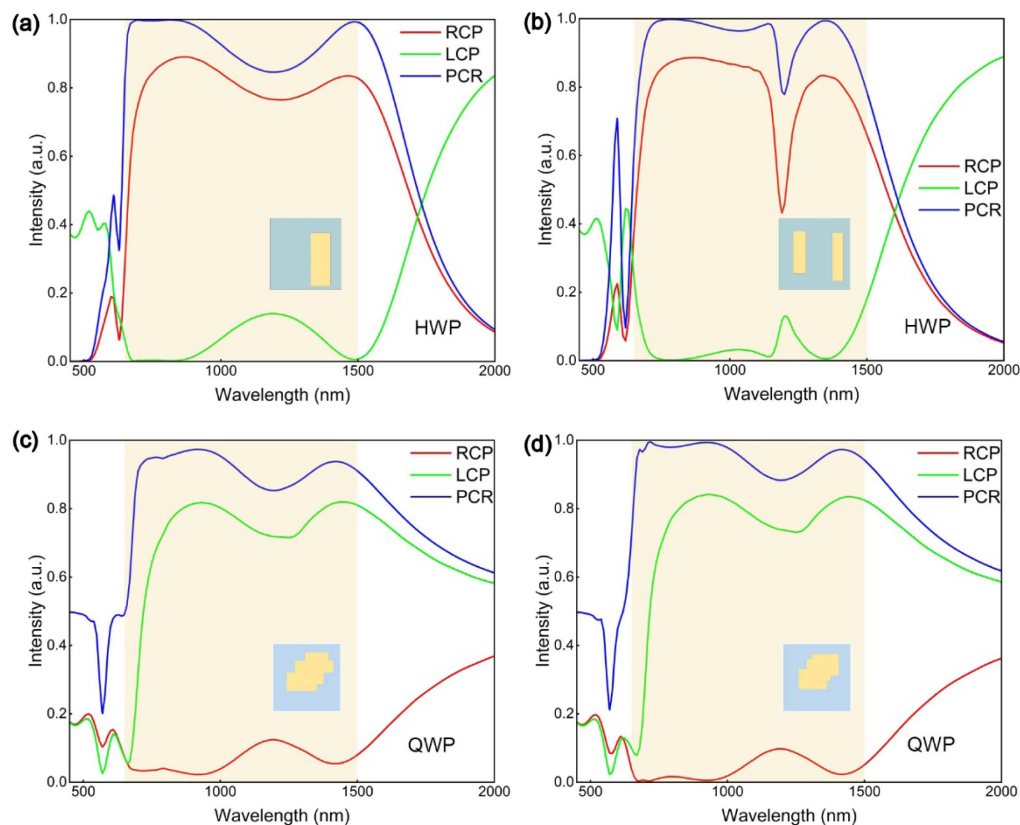 (a)
1.0
0.8
0.6
0.4
0.2
0.0
Intensity (a.u.)
RCP
LCP
PCR
HWP
500
1000
1500
2000
Wavelength (nm)
(b)
1.0
0.8
0.6
0.4
0.2
0.0
Intensity (a.u.)
RCP
LCP
PCR
HWP
500
1000
1500
2000
Wavelength (nm)
(c)
1.0
0.8
0.6
0.4
0.2
0.0
Intensity (a.u.)
RCP
LCP
PCR
QWP
500
1000
1500
2000
Wavelength (nm)
(d)
1.0
0.8
0.6
0.4
0.2
0.0
Intensity (a.u.)
RCP
LCP
PCR
QWP
500
1000
1500
2000
Wavelength (nm)